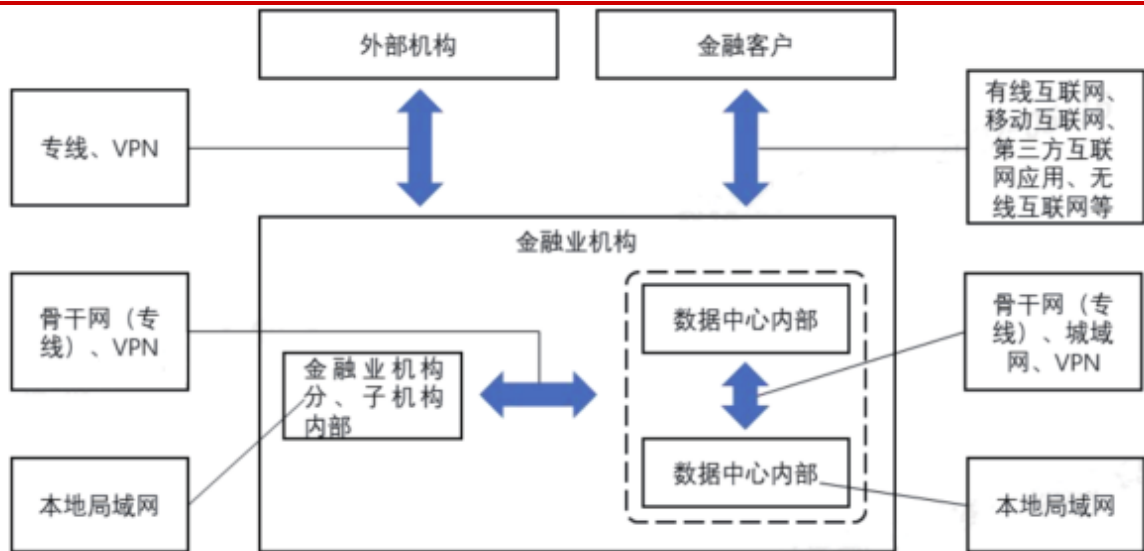 外部机构
金融客户
专线、VPN
有线互联网、
移动互联网、
第三方互联
网应用、无
线互联网等
金融业机构
骨干网（专
线）、VPN
数据中心内部
骨干网（专
线）、城域
网、VPN
金融业机构
分、子机构
内部
数据中心内部
本地局域网
本地局域网